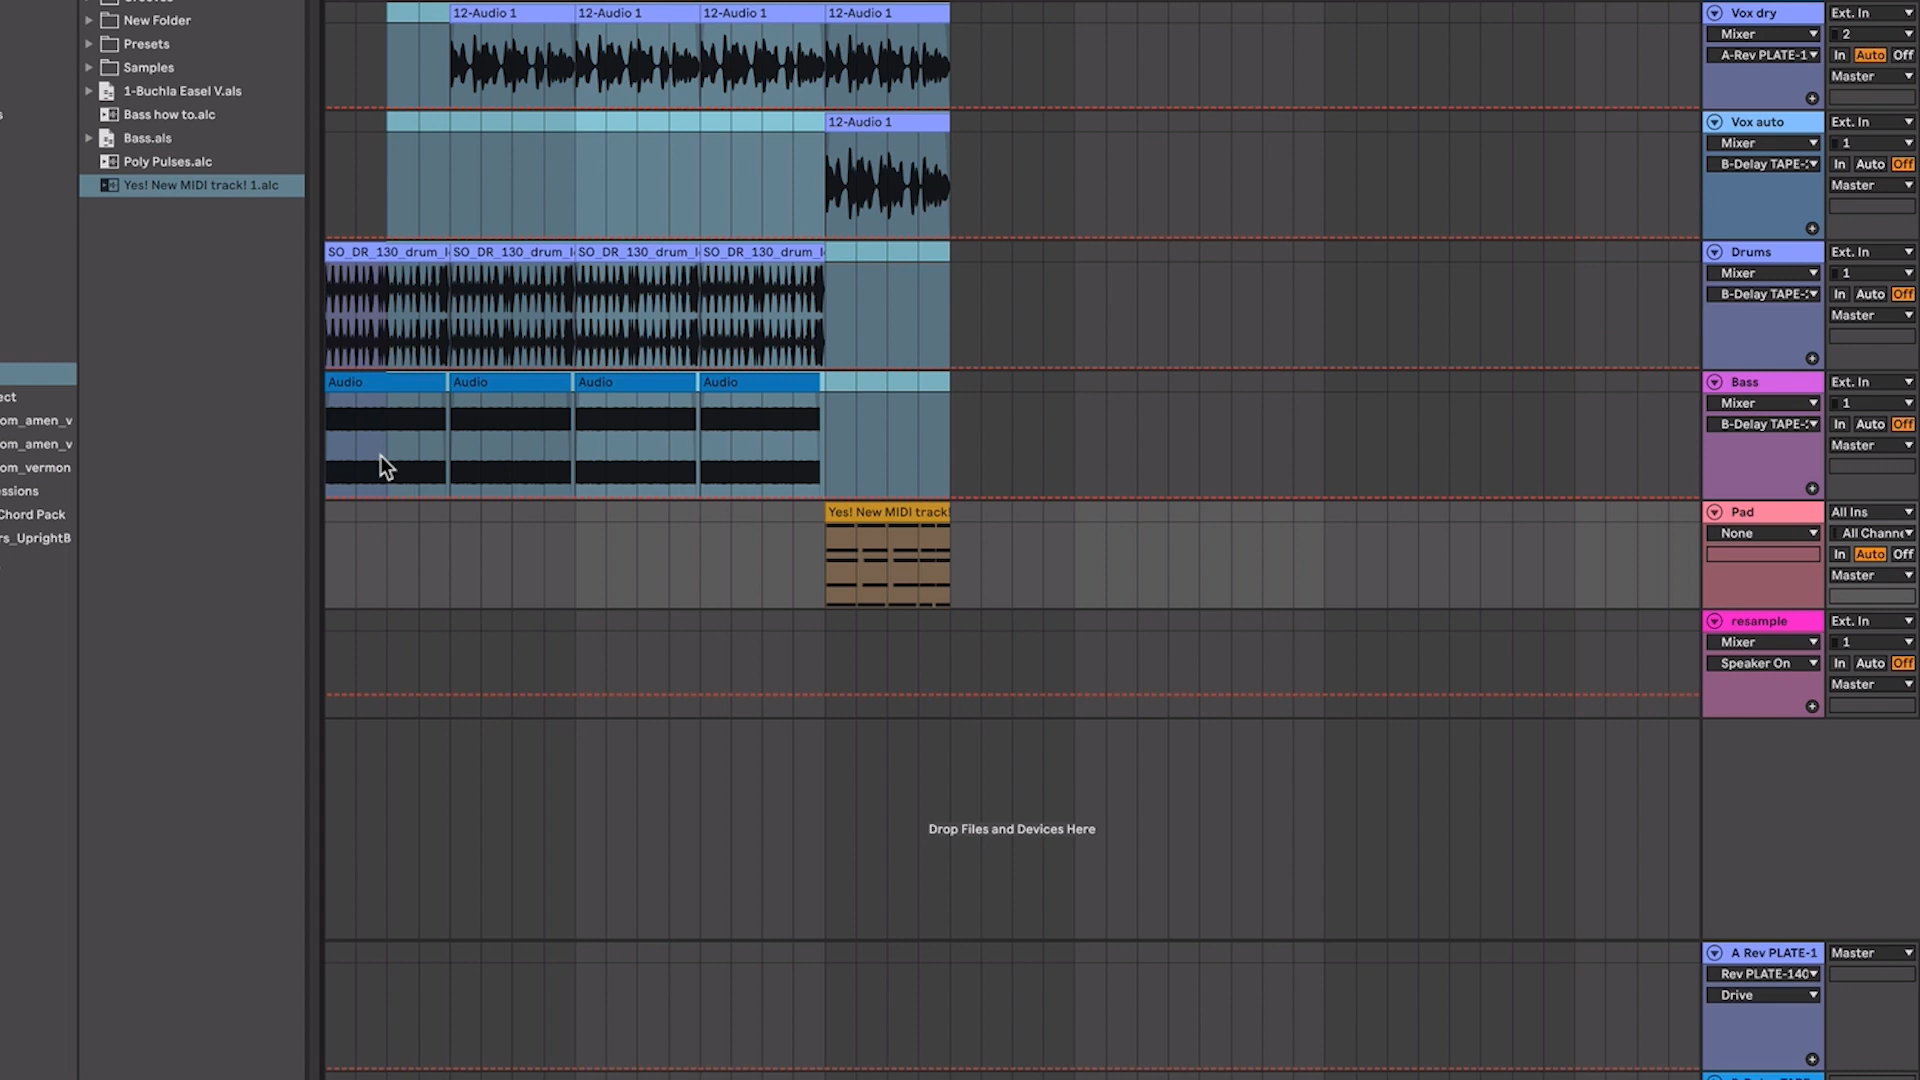 New Folder
Presets
Samples
1-Buchla Easel V.als
Bass how to.alc
Bass.als
Poly Pulses.alc
Yes! New MIDI track! 1.alc
s
ect
om_amen_v
om_amen_v
om_vermon
essions
Chord Pack
rs_UprightB
12-Audio 1
12-Audio 1
12-Audio 1
12-Audio 1
12-Audio 1
SO_DR_130_drum_l
SO_DR_130_drum_l
SO_DR_130_drum_l
SO_DR_130_drum_l
Audio
Audio
Audio
Audio
Yes! New MIDI track!
Drop Files and Devices Here
Vox dry
Mixer
A-Rev PLATE-1
Ext. In
2
In Auto Off
Master
Vox auto
Mixer
B-Delay TAPE-
Ext. In
1
In Auto Off
Master
Drums
Mixer
B-Delay TAPE-
Ext. In
1
In Auto Off
Master
Bass
Mixer
B-Delay TAPE-
Ext. In
1
In Auto Off
Master
Pad
None
All Ins
All Channe
In Auto Off
Master
resample
Mixer
Speaker On
Ext. In
1
In Auto Off
Master
A Rev PLATE-1
Rev PLATE-140
Drive
Master